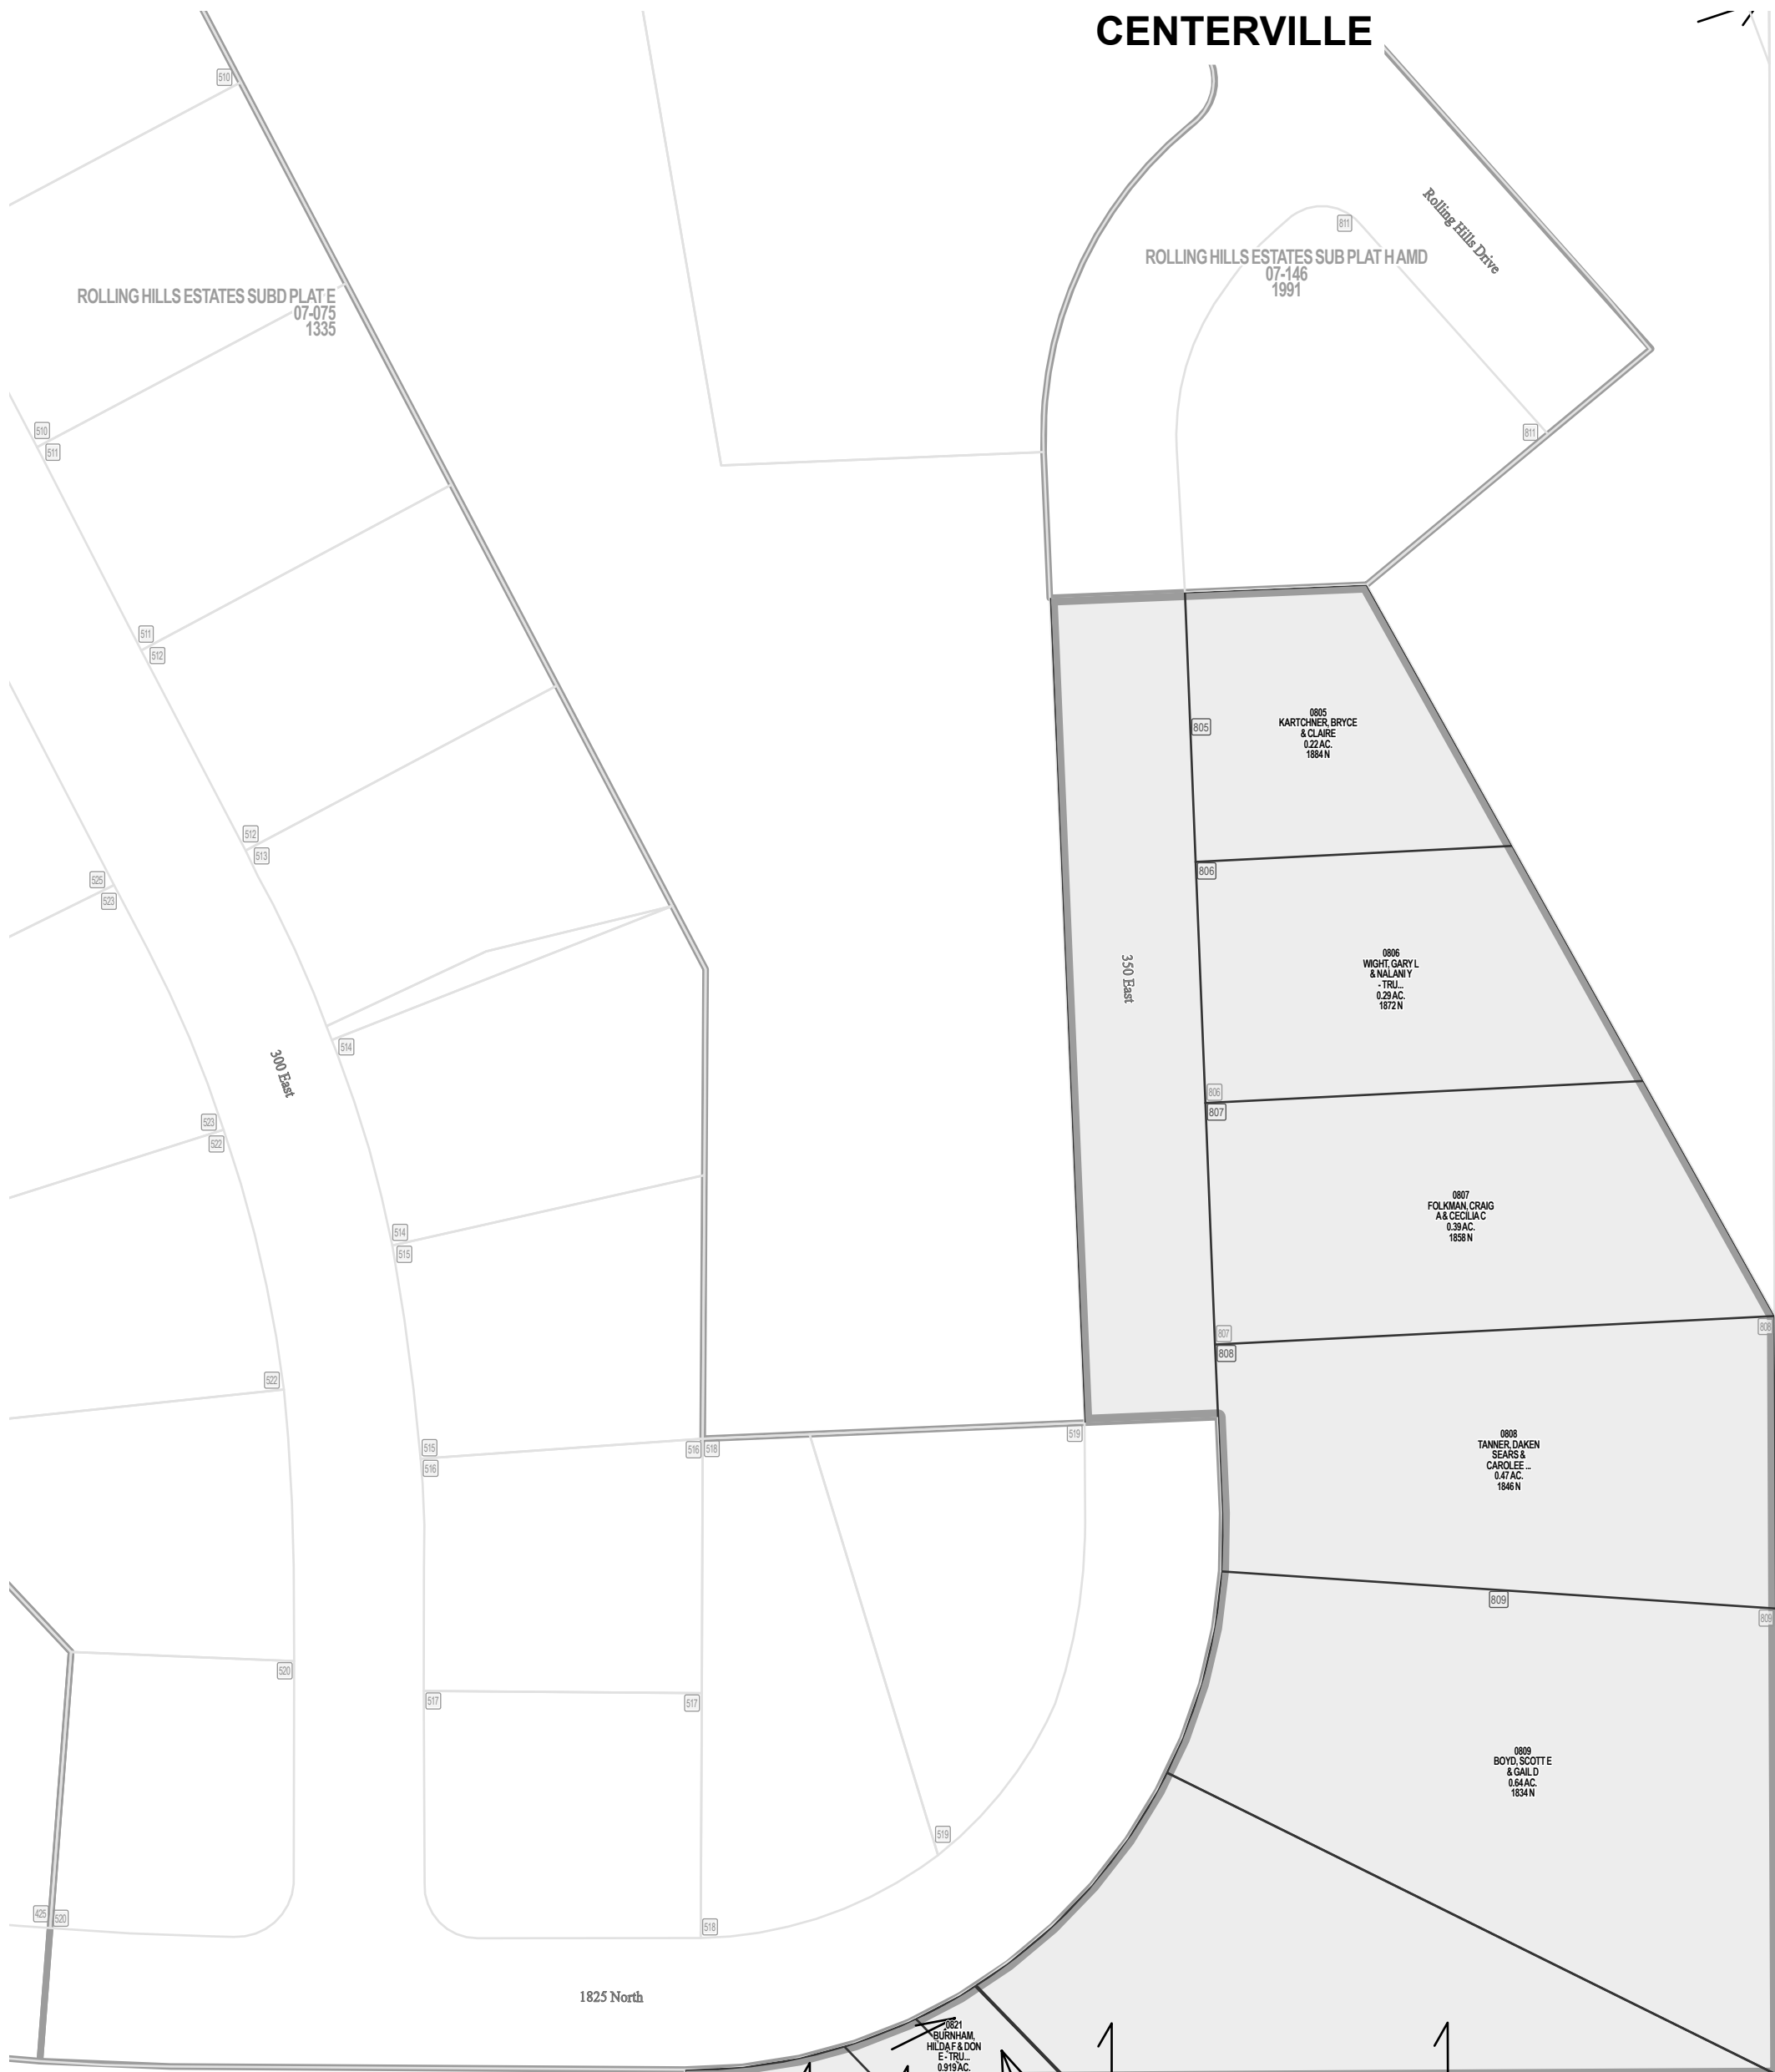 CENTERVILLE
510
811
Rolling Hills Drive
ROLLING HILLS ESTATES SUB PLAT H AMD
07-146
1991
ROLLING HILLS ESTATES SUBD PLAT E
07-075
1335
510
511
811
511
512
0805
KARTCHNER, BRYCE
& CLAIRE
0.22 AC.
1884 N
805
512
513
806
525
523
0806
WIGHT, GARY L
& NALANI Y
- TRU...
0.29 AC.
1872 N
350 East
514
300 East
806
807
523
522
0807
FOLKMAN, CRAIG
A & CECILIA C
0.39 AC.
1858 N
514
515
807
808
808
522
519
515
516
516
518
0808
TANNER, DAKEN
SEARS &
CAROLEE ...
0.47 AC.
1846 N
809
809
520
517
517
0809
BOYD, SCOTT E
& GAIL D
0.64 AC.
1834 N
519
425
520
518
1825 North
0821
BURNHAM,
HILDA F & DON
E - TRU...
0.919 AC.